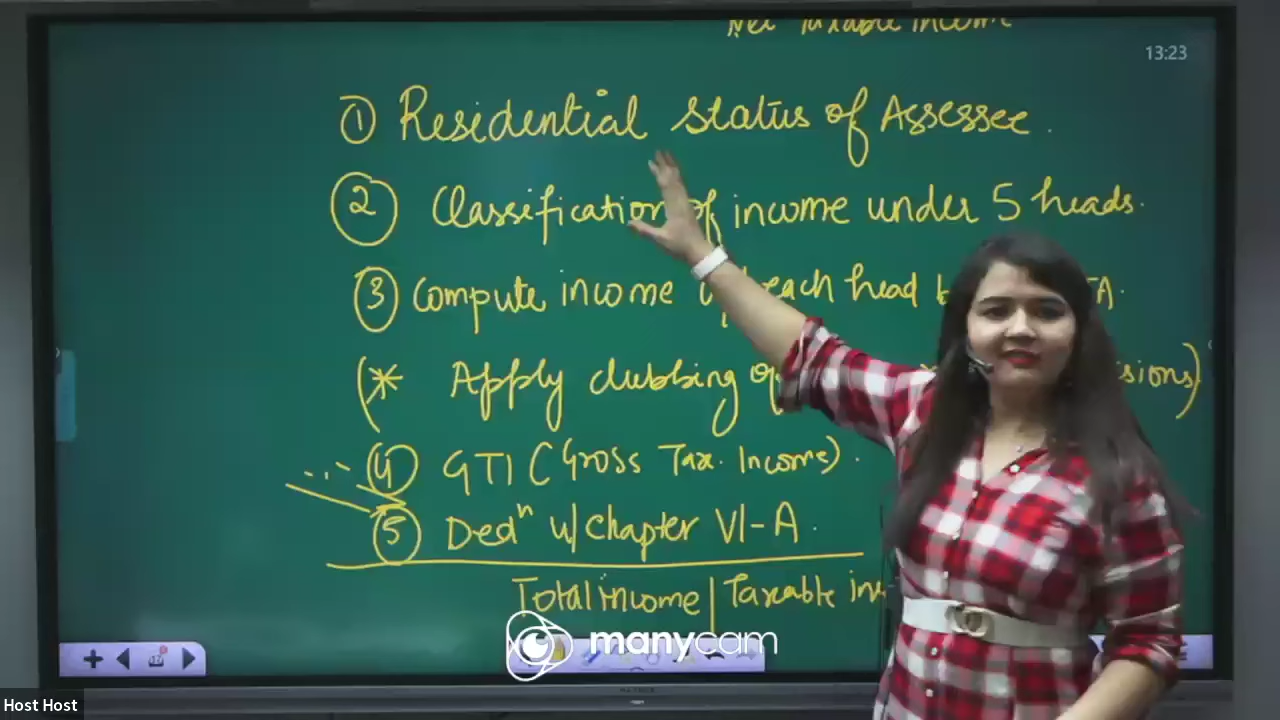 Net Taxable income
13:23
① Residential status of Assessee.
② Classification of income under 5 heads.
③ Compute income each head TA.
(* Apply clubbing isions)
④ GTI (Gross Tax. Income).
⑤ Dedⁿ u/chapter VI-A.
Total income | Taxable in
manycam
Host Host